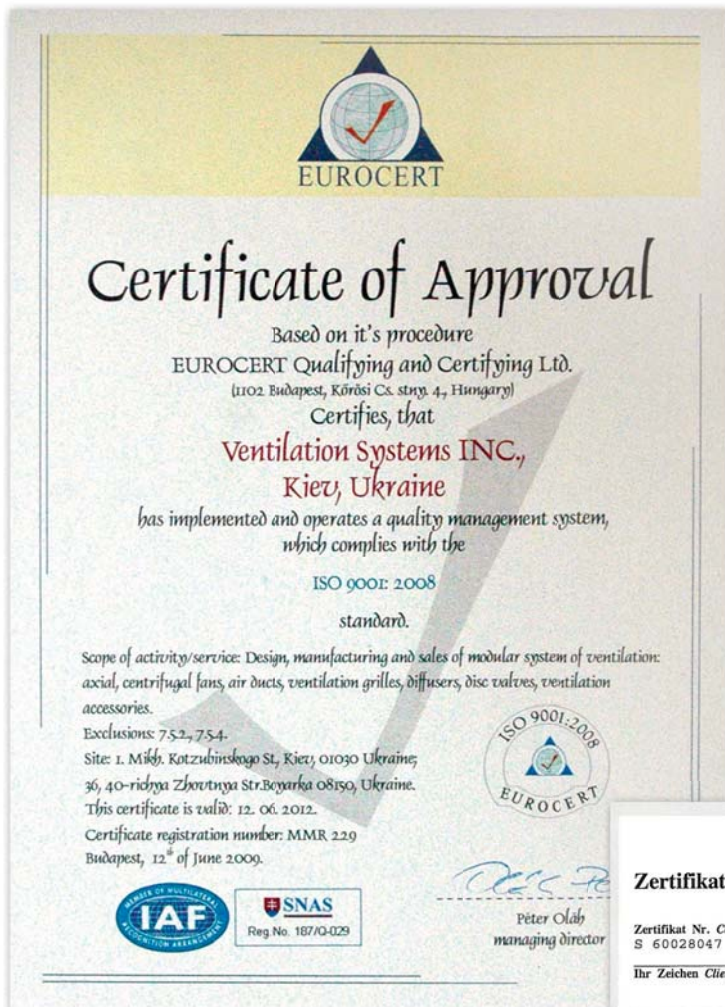 EUROCERT
Certificate of Approval
Based on it's procedure
EUROCERT Qualifying and Certifying Ltd.
(1102 Budapest, Kőrösi Cs. stny. 4., Hungary)
Certifies, that
Ventilation Systems INC.,
Kiev, Ukraine
has implemented and operates a quality management system,
which complies with the
ISO 9001: 2008
standard.
Scope of activity/service: Design, manufacturing and sales of modular system of ventilation:
axial, centrifugal fans, air ducts, ventilation grilles, diffusers, disc valves, ventilation
accessories.
Exclusions: 7.5.2., 7.5.4.
Site: 1. Mikh. Kotzubinskogo St., Kiev, 01030 Ukraine;
36, 40-richya Zhovtnya Str.Boyarka 08150, Ukraine.
This certificate is valid: 12. 06. 2012.
Certificate registration number: MMR 229
Budapest, 12th of June 2009.
ISO 9001:2008
EUROCERT
MEMBER OF MULTILATERAL
IAF
RECOGNITION ARRANGEMENT
SNAS
Reg. No. 187/Q-029
Péter Oláh
managing director
Zertifikat
Zertifikat Nr.
S 60028047
Ihr Zeichen